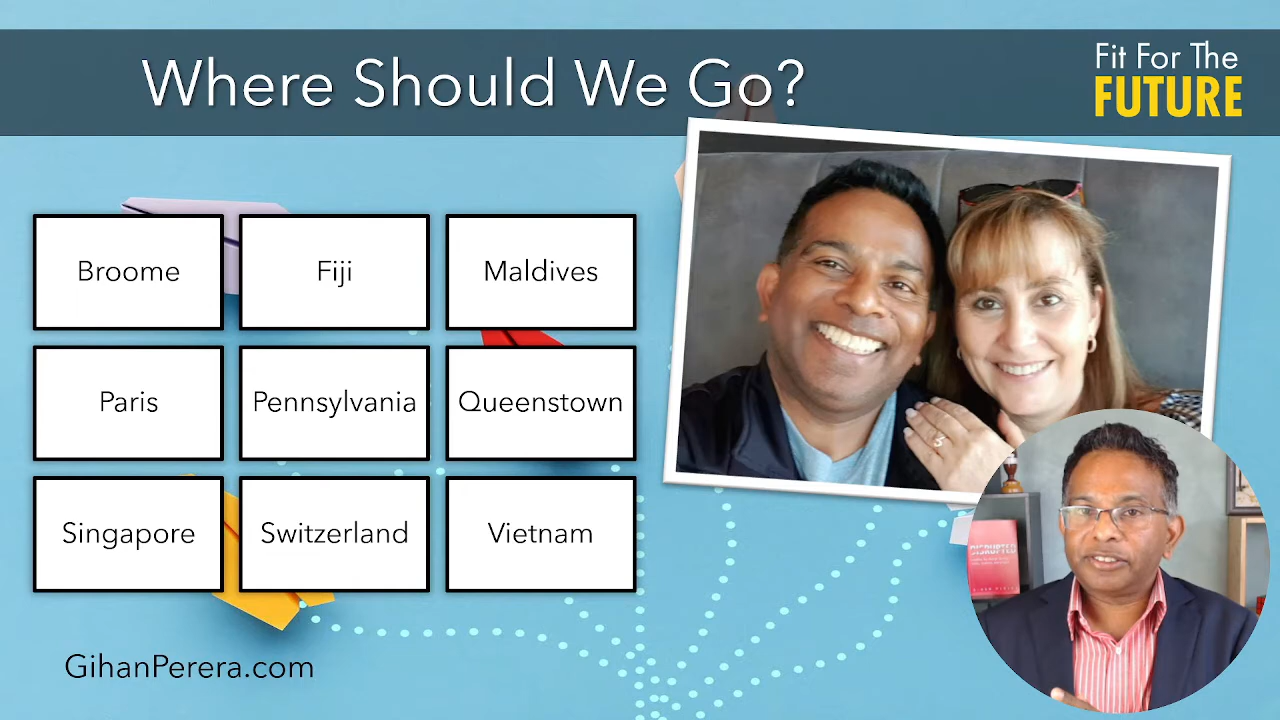 Where Should We Go?
Fit For The
FUTURE
Broome
Fiji
Maldives
Paris
Pennsylvania
Queenstown
Singapore
Switzerland
Vietnam
DISRUPTED
GihanPerera.com